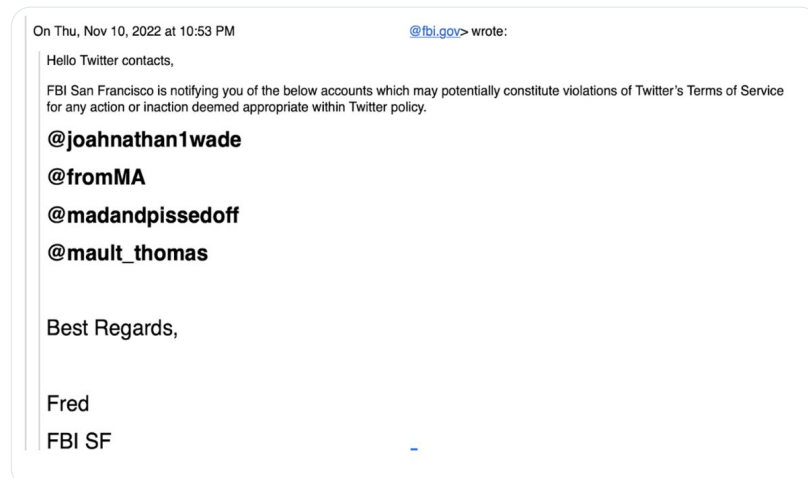 On Thu, Nov 10, 2022 at 10:53 PM @fbi.gov> wrote:
Hello Twitter contacts,
FBI San Francisco is notifying you of the below accounts which may potentially constitute violations of Twitter's Terms of Service
for any action or inaction deemed appropriate within Twitter policy.
@joahnathan1wade
@fromMA
@madandpissedoff
@mault_thomas
Best Regards,
Fred
FBI SF